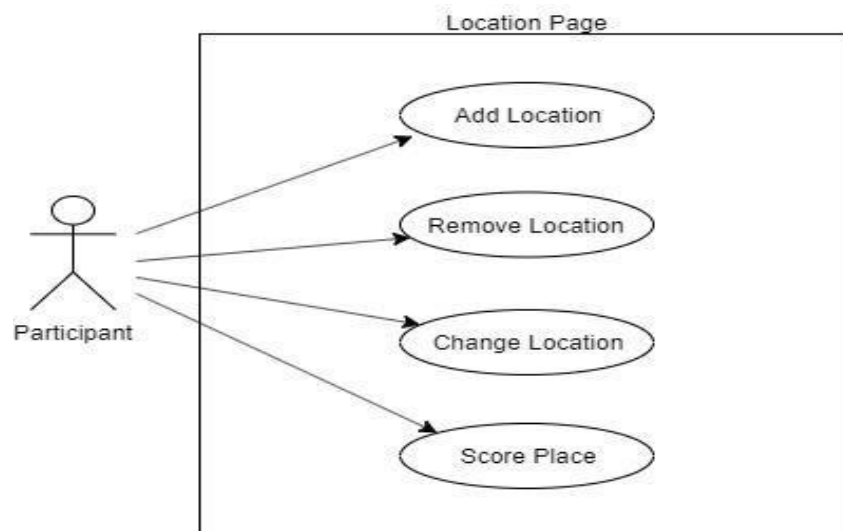 Location Page
Add Location
Remove Location
Participant
Change Location
Score Place